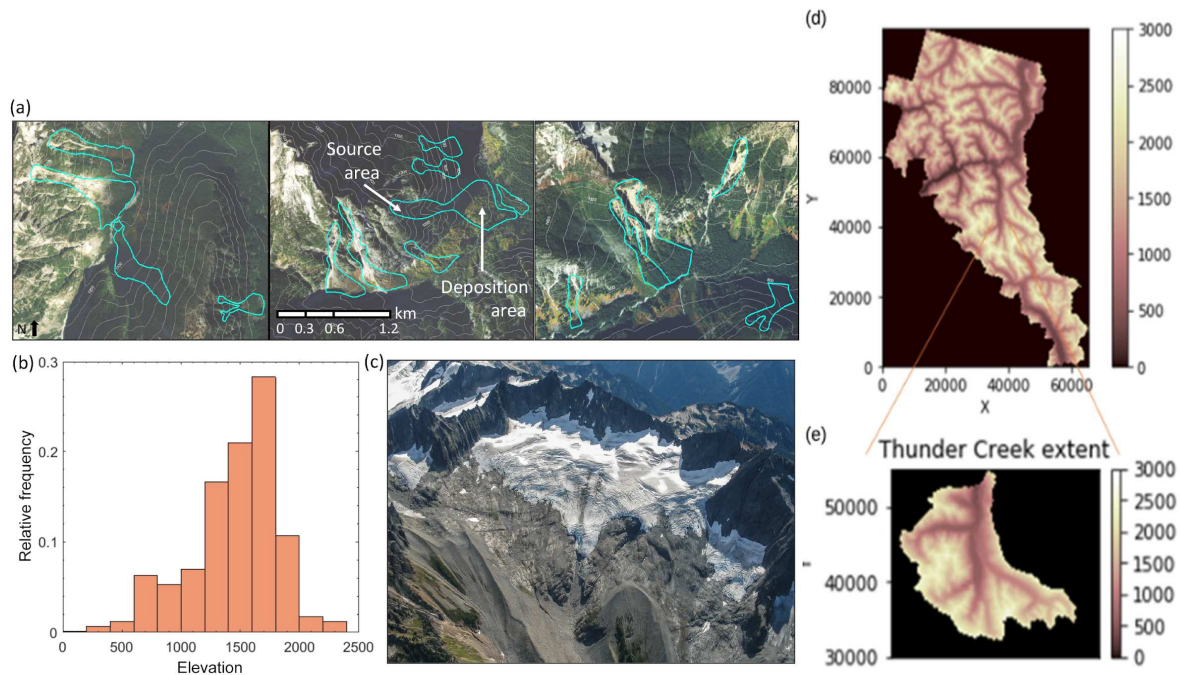 (a)
Source
area
Deposition
area
N
km
0 0.3 0.6 1.2
(b)
Relative frequency
0.3
0.2
0.1
0
0 500 1000 1500 2000 2500
Elevation
(c)
(d)
Y
80000
60000
40000
20000
0
0 20000 40000 60000
X
3000
2500
2000
1500
1000
500
0
(e)
Thunder Creek extent
50000
40000
30000
3000
2500
2000
1500
1000
500
0